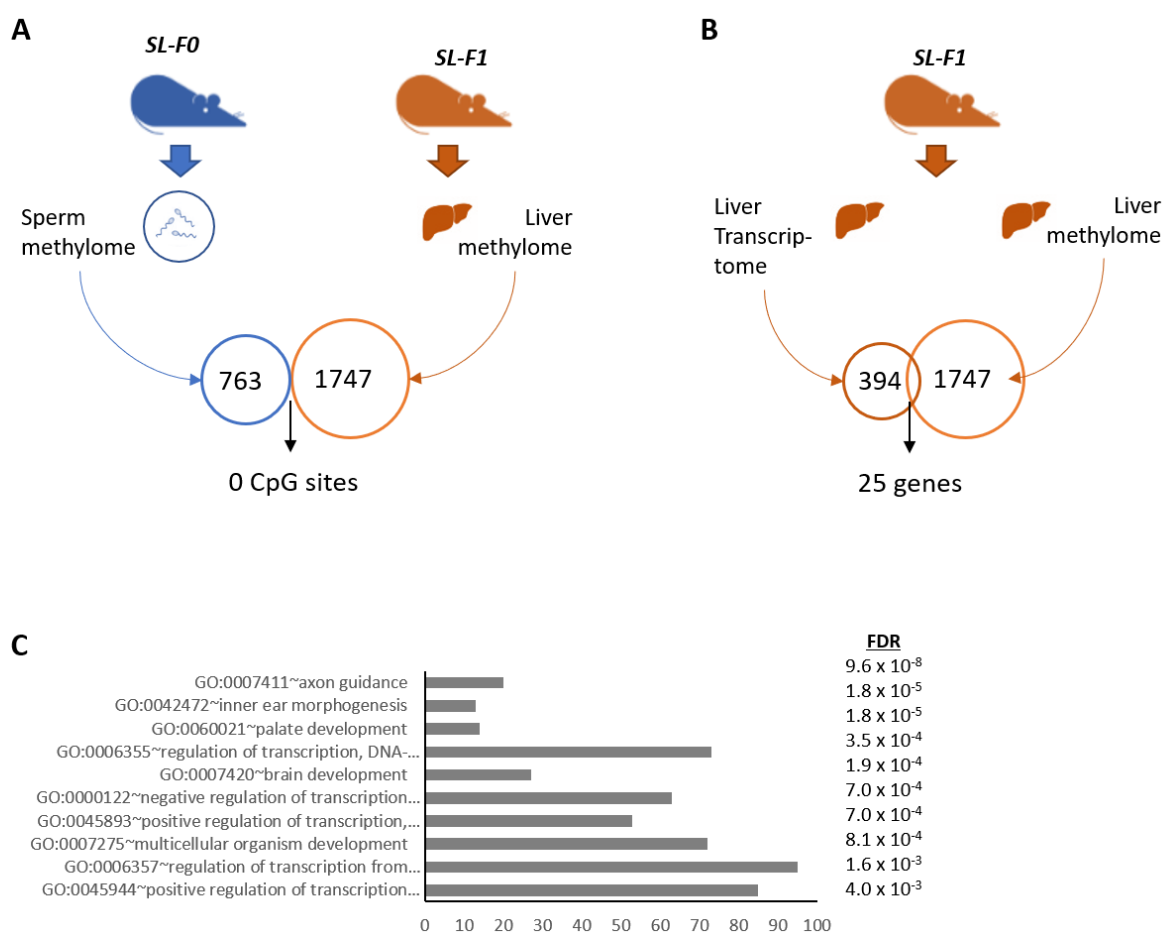 A
SL-F0
SL-F1
Sperm
methylome
Liver
methylome
763
1747
0 CpG sites
B
SL-F1
Liver
Transcrip-
tome
Liver
methylome
394
1747
25 genes
C
FDR
GO:0007411~axon guidance
9.6 x 10-8
GO:0042472~inner ear morphogenesis
1.8 x 10-5
GO:0060021~palate development
1.8 x 10-5
GO:0006355~regulation of transcription, DNA-...
3.5 x 10-4
GO:0007420~brain development
1.9 x 10-4
GO:0000122~negative regulation of transcription...
7.0 x 10-4
GO:0045893~positive regulation of transcription,...
7.0 x 10-4
GO:0007275~multicellular organism development
8.1 x 10-4
GO:0006357~regulation of transcription from...
1.6 x 10-3
GO:0045944~positive regulation of transcription...
4.0 x 10-3
0 10 20 30 40 50 60 70 80 90 100